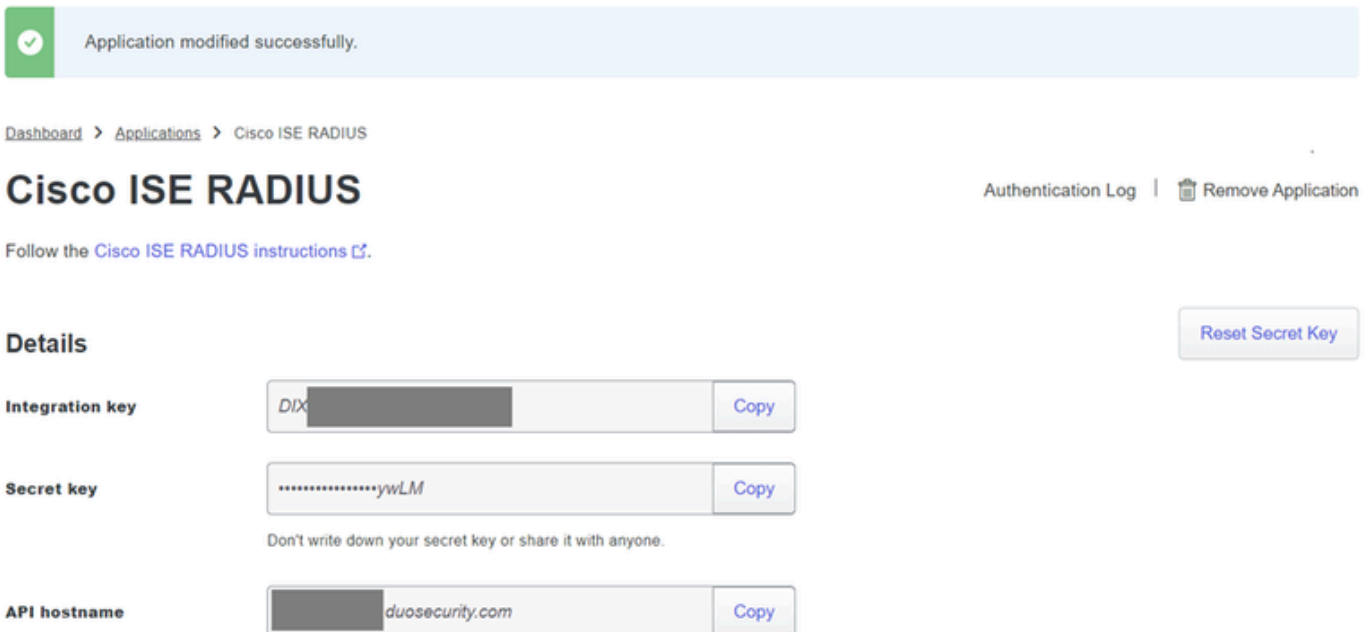 Application modified successfully.
Dashboard > Applications > Cisco ISE RADIUS
Cisco ISE RADIUS
Authentication Log | Remove Application
Follow the Cisco ISE RADIUS instructions.
Details
Reset Secret Key
Integration key
DIX
Copy
Secret key
••••••••••••••••ywLM
Copy
Don't write down your secret key or share it with anyone.
API hostname
duosecurity.com
Copy